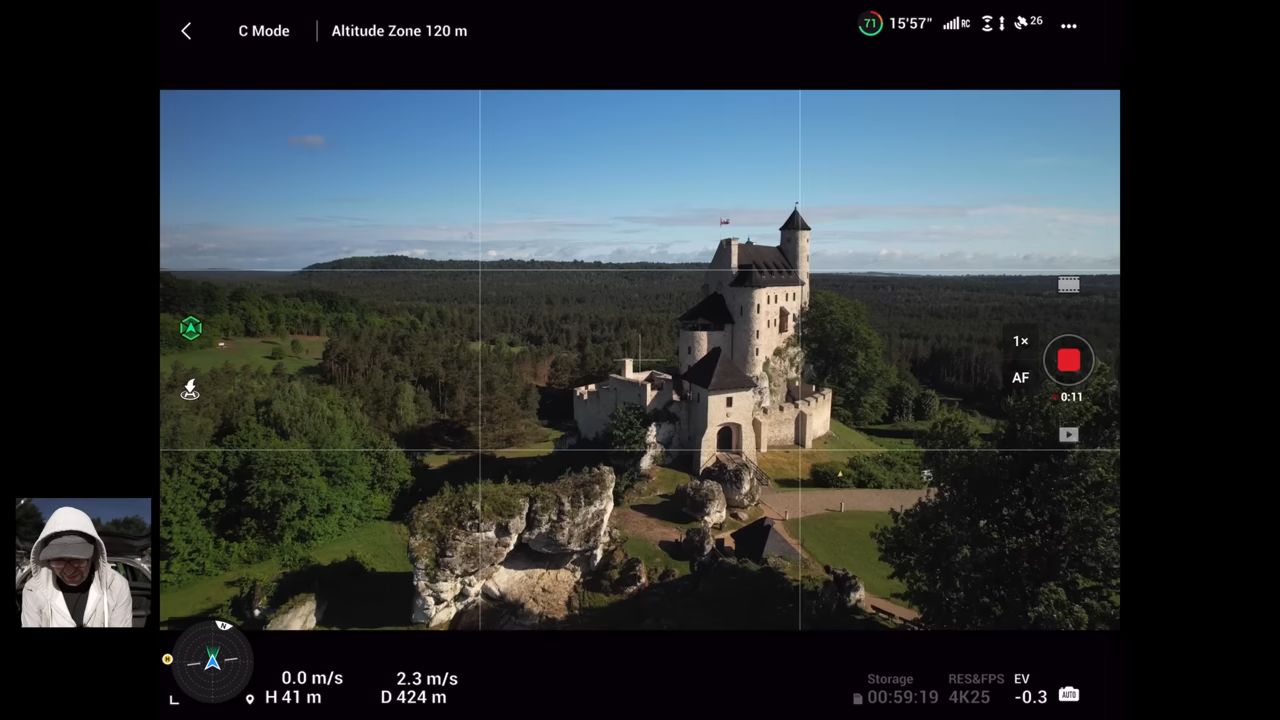 C Mode
Altitude Zone 120 m
71
15'57"
RC
26
1×
AF
0:11
N
H
0.0 m/s
2.3 m/s
H 41 m
D 424 m
Storage
RES&FPS
EV
00:59:19
4K25
-0.3
AUTO